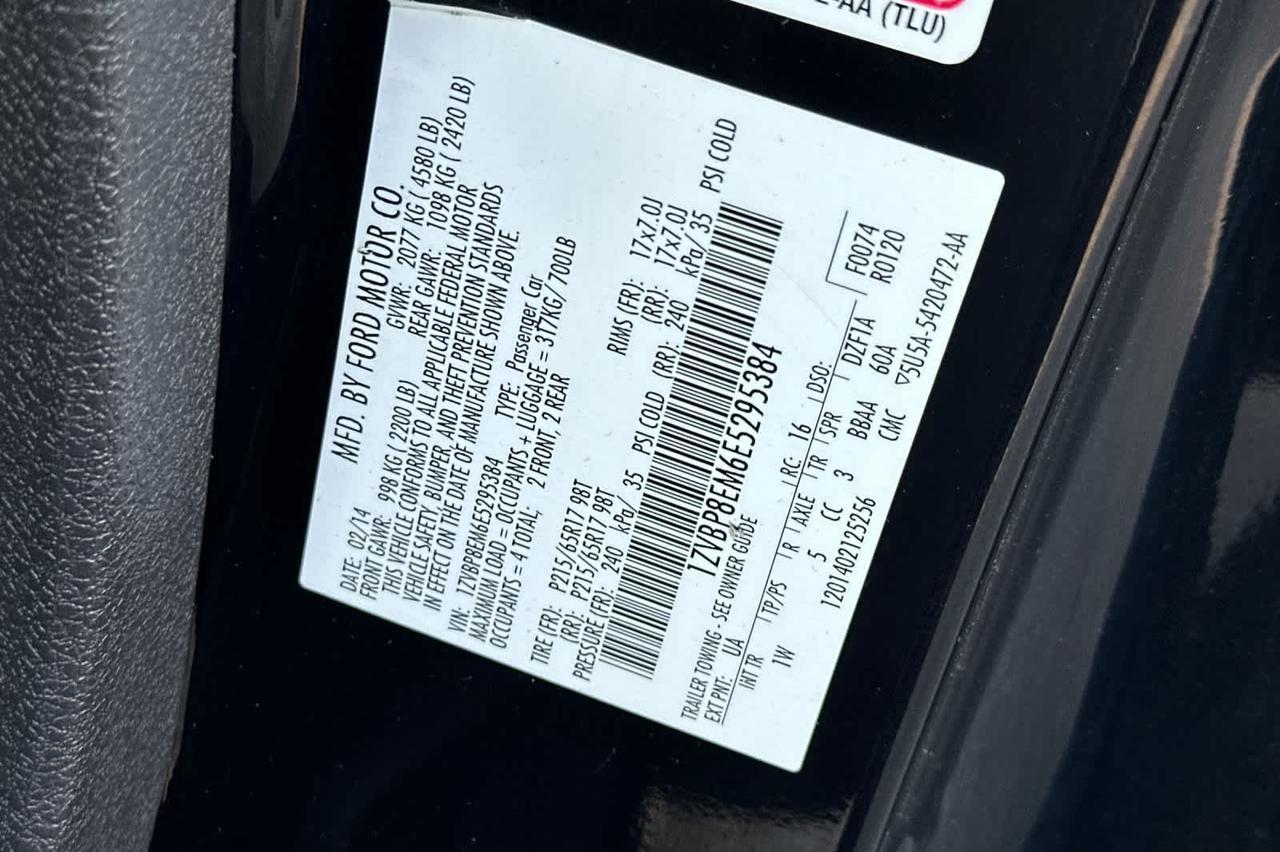 2-AA (TLU)
MFD. BY FORD MOTOR CO.
DATE: 02/14 GVWR: 2077 KG ( 4580 LB)
FRONT GAWR: 998 KG ( 2200 LB) REAR GAWR: 1098 KG ( 2420 LB)
THIS VEHICLE CONFORMS TO ALL APPLICABLE FEDERAL MOTOR
VEHICLE SAFETY, BUMPER, AND THEFT PREVENTION STANDARDS
IN EFFECT ON THE DATE OF MANUFACTURE SHOWN ABOVE.
VIN: 1ZVBP8EM6E5295384 TYPE: Passenger Car
MAXIMUM LOAD = OCCUPANTS + LUGGAGE = 317KG/700LB
OCCUPANTS = 4 TOTAL; 2 FRONT, 2 REAR
TIRE (FR): P215/65R17 98T RIMS (FR): 17x7.0J
(RR): P215/65R17 98T (RR): 17x7.0J
PRESSURE (FR): 240 kPa/ 35 PSI COLD (RR): 240 kPa/ 35 PSI COLD
1ZVBP8EM6E5295384
TRAILER TOWING - SEE OWNER GUIDE
EXT PNT: UA RC: 16 DSO: F0074
INT TR TP/PS R AXLE TR SPR DZF1A R0120
1W 5 CC 3 BBAA 60A
CMC
1201402125256 ▽5U5A-5420472-AA